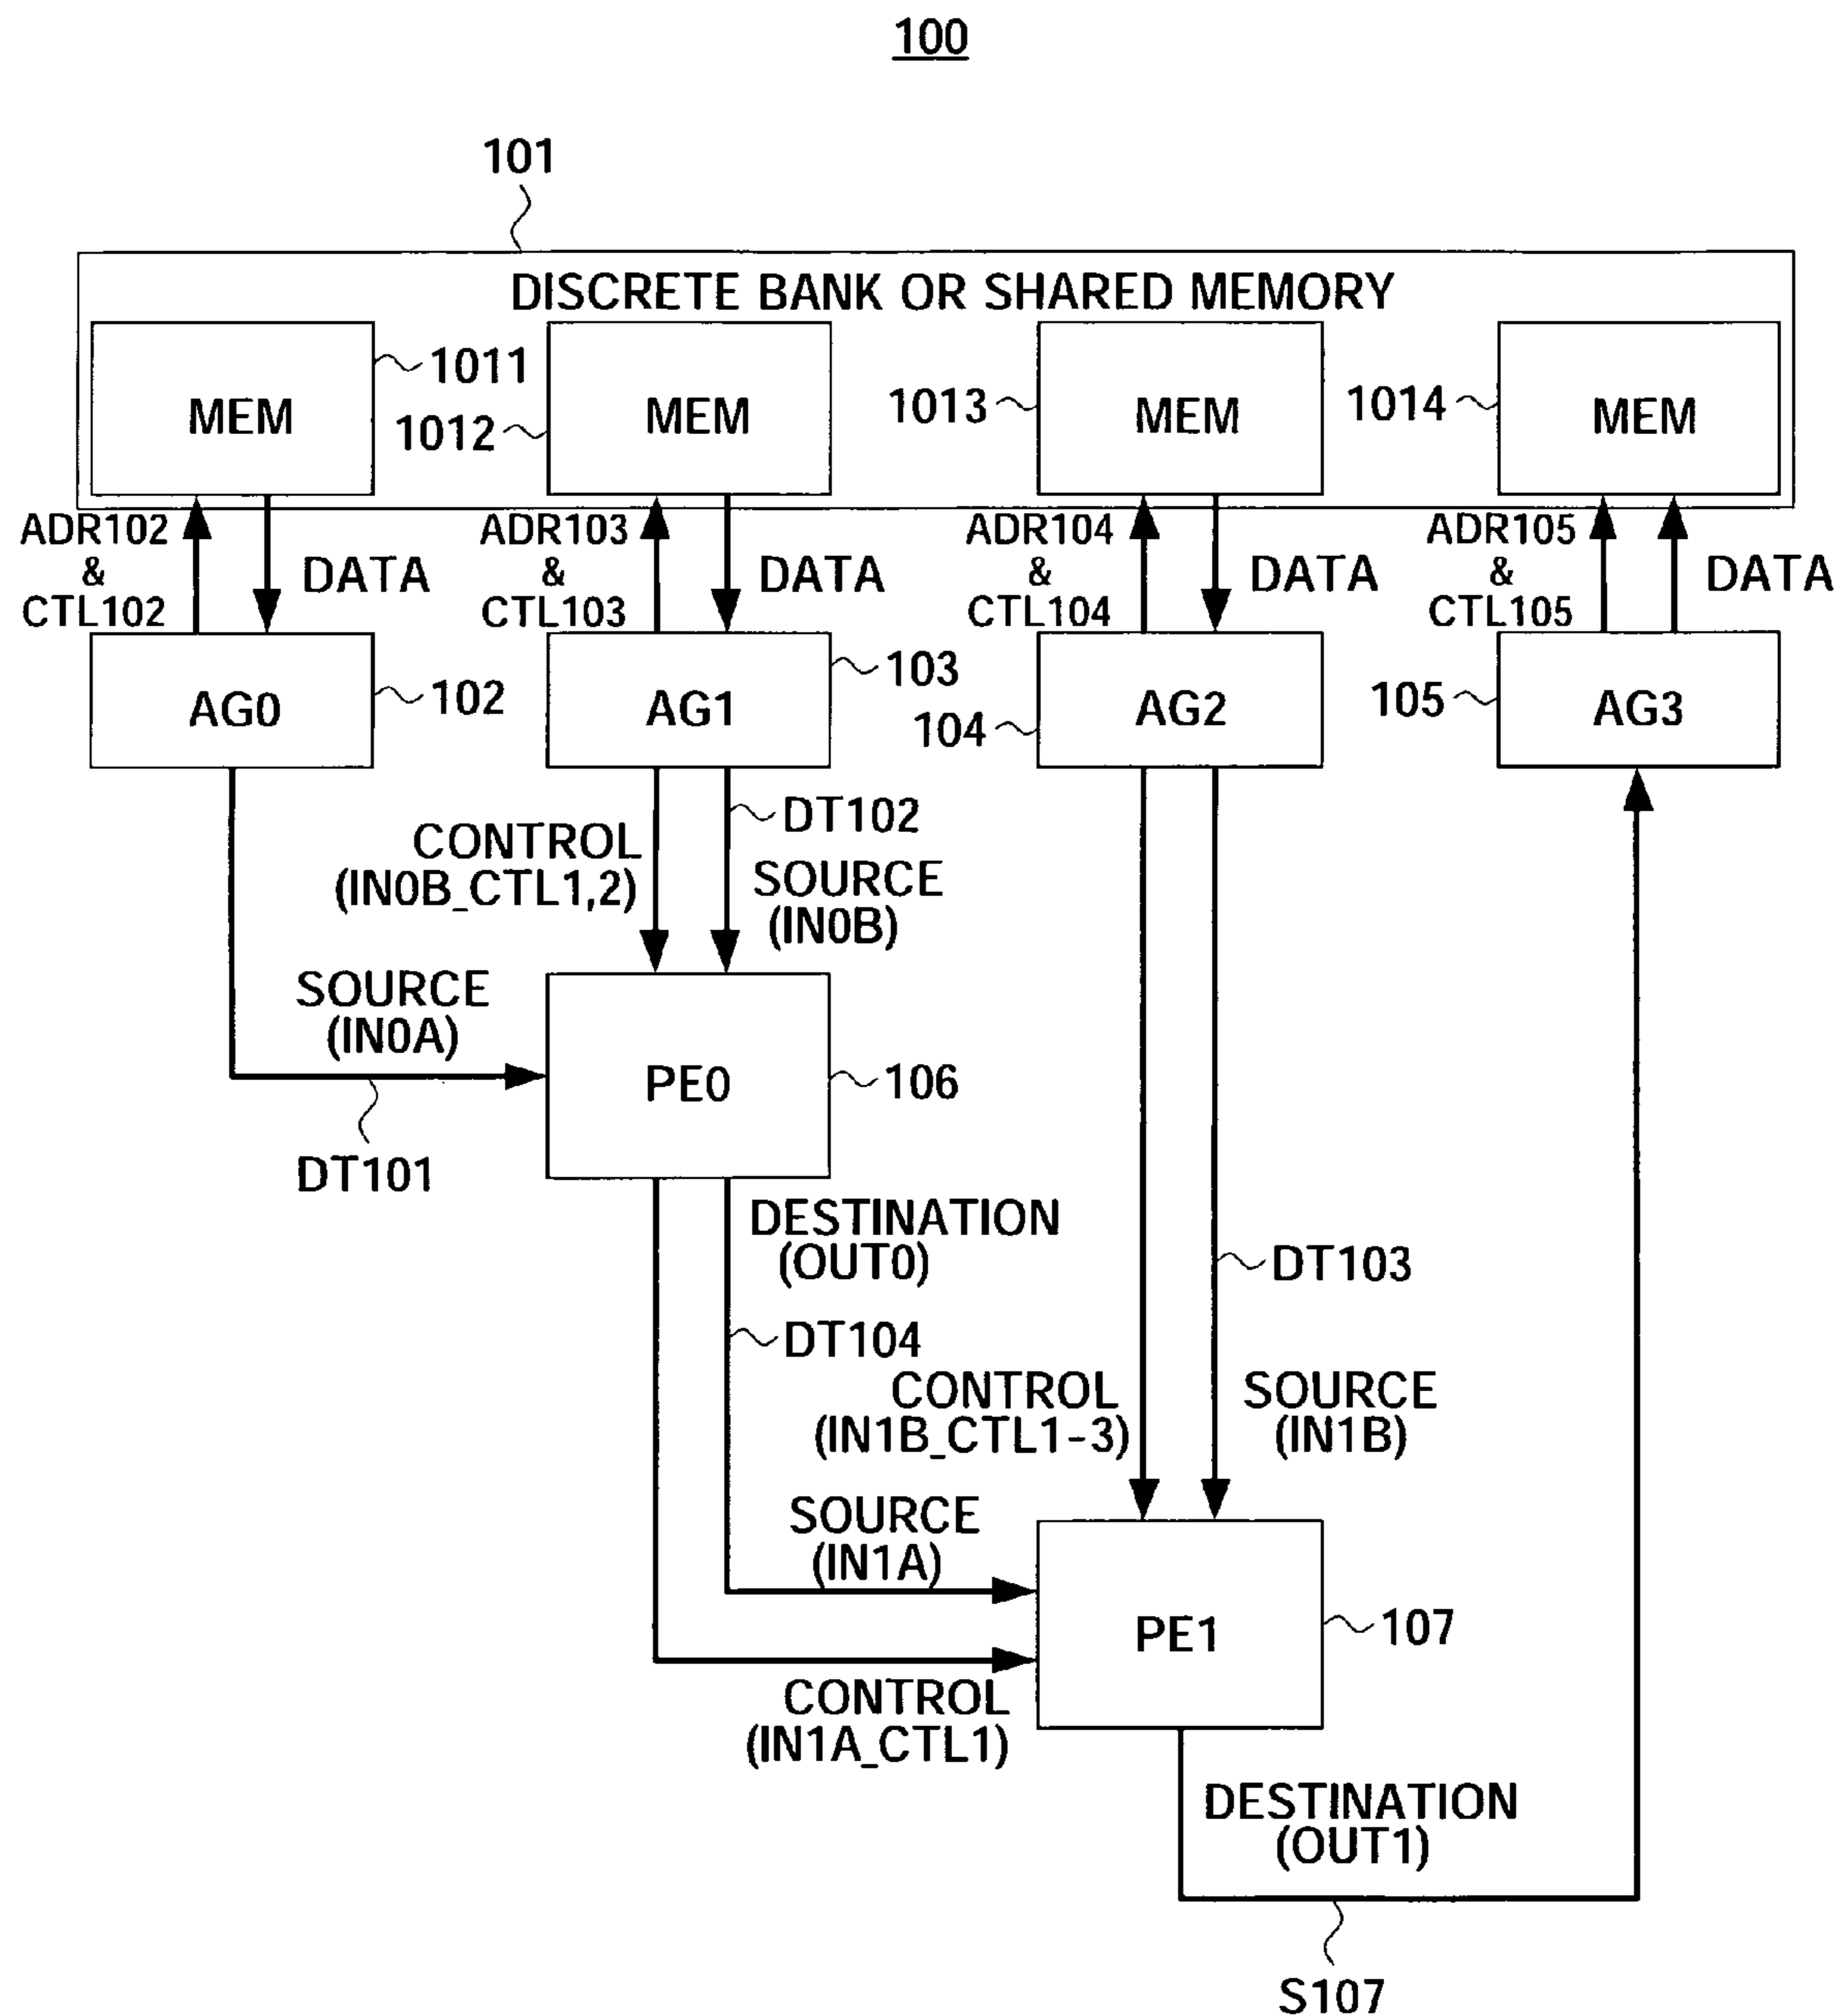 100
101
DISCRETE BANK OR SHARED MEMORY
MEM
1011
1012
MEM
1013
MEM
1014
MEM
ADR102
&
CTL102
DATA
ADR103
&
CTL103
DATA
ADR104
&
CTL104
DATA
ADR105
&
CTL105
DATA
AG0
102
AG1
103
104
AG2
105
AG3
CONTROL
(IN0B_CTL1,2)
DT102
SOURCE
(IN0B)
SOURCE
(IN0A)
DT101
PE0
106
DESTINATION
(OUT0)
DT104
DT103
CONTROL
(IN1B_CTL1-3)
SOURCE
(IN1B)
SOURCE
(IN1A)
PE1
107
CONTROL
(IN1A_CTL1)
DESTINATION
(OUT1)
S107